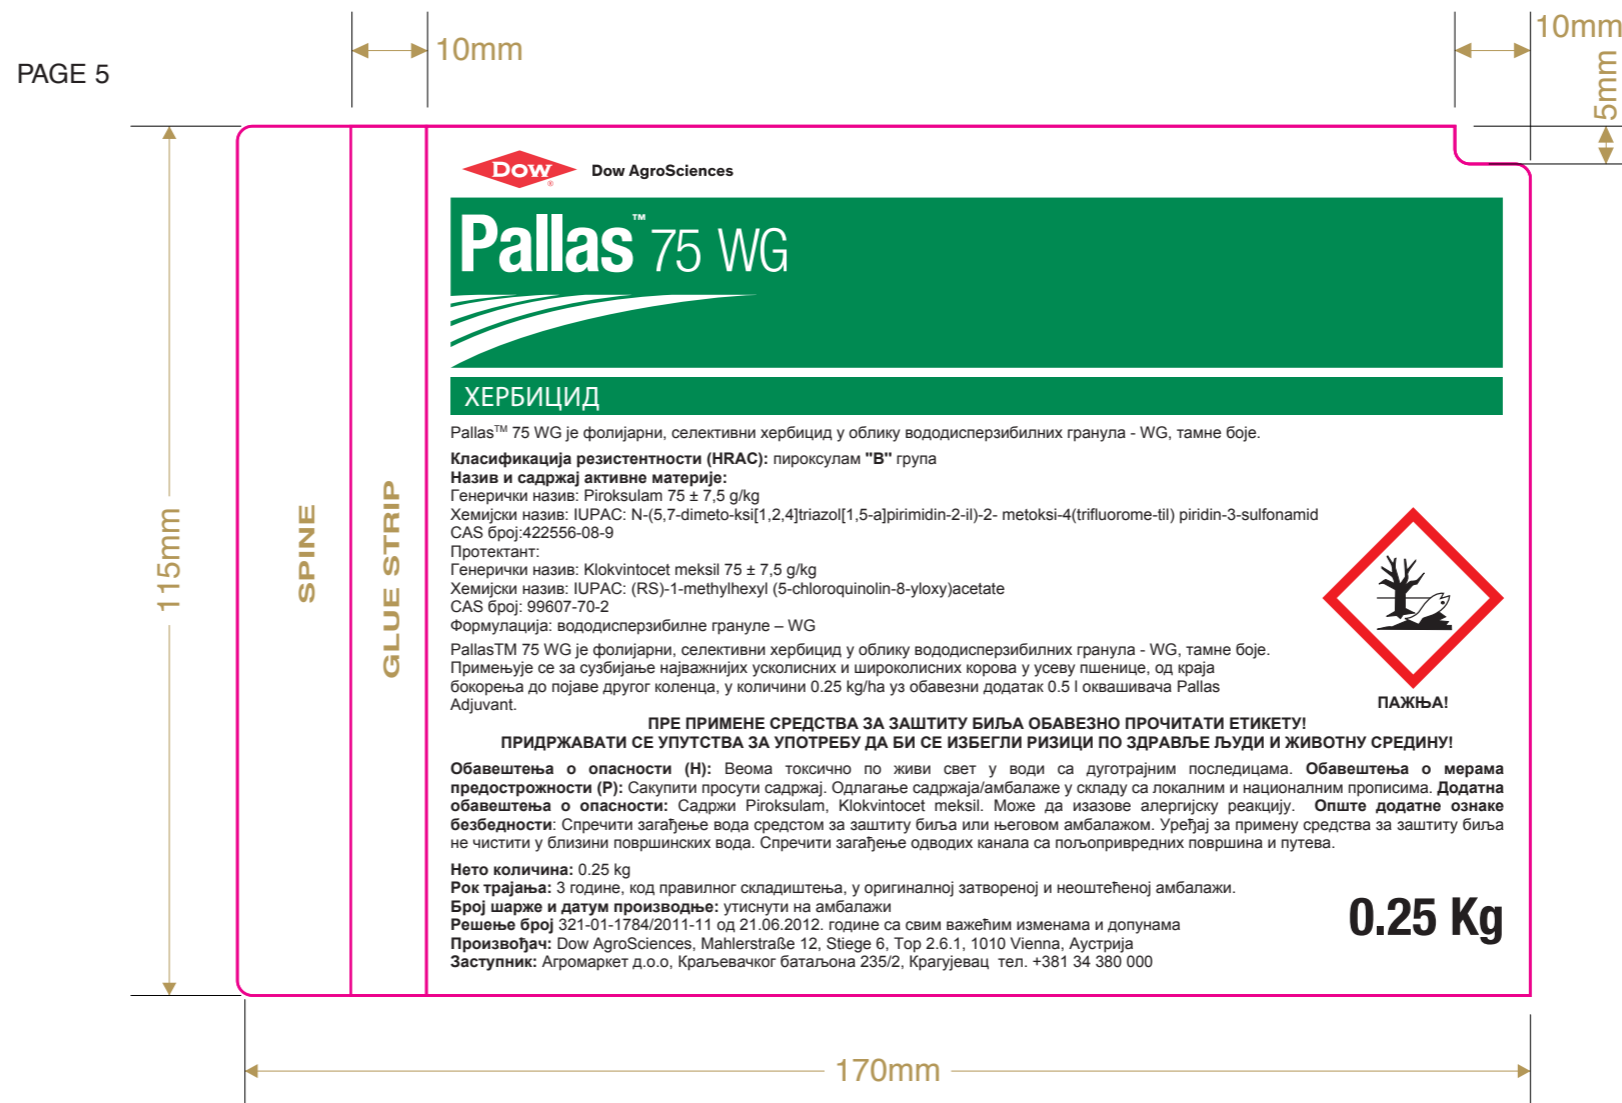 PAGE 5
10mm
10mm
5mm
115mm
SPINE
GLUE STRIP
DOW®
Dow AgroSciences
Pallas™ 75 WG
ХЕРБИЦИД
Pallas™ 75 WG је фолијарни, селективни хербицид у облику вододисперзибилних гранула - WG, тамне боје.
Класификација резистентности (HRAC): пироксулам "B" група
Назив и садржај активне материје:
Генерички назив: Piroksulam 75 ± 7,5 g/kg
Хемијски назив: IUPAC: N-(5,7-dimeto-ksi[1,2,4]triazol[1,5-a]pirimidin-2-il)-2- metoksi-4(trifluorome-til) piridin-3-sulfonamid
CAS број:422556-08-9
Протектант:
Генерички назив: Klokvintocet meksil 75 ± 7,5 g/kg
Хемијски назив: IUPAC: (RS)-1-methylhexyl (5-chloroquinolin-8-yloxy)acetate
CAS број: 99607-70-2
Формулација: вододисперзибилне грануле – WG
PallasTM 75 WG је фолијарни, селективни хербицид у облику вододисперзибилних гранула - WG, тамне боје.
Примењује се за сузбијање најважнијих усколисних и широколисних корова у усеву пшенице, од краја
бокорења до појаве другог коленца, у количини 0.25 kg/ha уз обавезни додатак 0.5 l оквашивача Pallas
Adjuvant.
ПАЖЊА!
ПРЕ ПРИМЕНЕ СРЕДСТВА ЗА ЗАШТИТУ БИЉА ОБАВЕЗНО ПРОЧИТАТИ ЕТИКЕТУ!
ПРИДРЖАВАТИ СЕ УПУТСТВА ЗА УПОТРЕБУ ДА БИ СЕ ИЗБЕГЛИ РИЗИЦИ ПО ЗДРАВЉЕ ЉУДИ И ЖИВОТНУ СРЕДИНУ!
Обавештења о опасности (H): Веома токсично по живи свет у води са дуготрајним последицама. Обавештења о мерама
предострожности (P): Сакупити просути садржај. Одлагање садржаја/амбалаже у складу са локалним и националним прописима. Додатна
обавештења о опасности: Садржи Piroksulam, Klokvintocet meksil. Може да изазове алергијску реакцију. Опште додатне ознаке
безбедности: Спречити загађење вода средстом за заштиту биља или његовом амбалажом. Уређај за примену средства за заштиту биља
не чистити у близини површинских вода. Спречити загађење одводих канала са пољопривредних површина и путева.
Нето количина: 0.25 kg
Рок трајања: 3 године, код правилног складиштења, у оригиналној затвореној и неоштећеној амбалажи.
Број шарже и датум производње: утиснути на амбалажи
Решење број 321-01-1784/2011-11 од 21.06.2012. године са свим важећим изменама и допунама
Произвођач: Dow AgroSciences, Mahlerstraße 12, Stiege 6, Top 2.6.1, 1010 Vienna, Аустрија
Заступник: Агромаркет д.о.о, Краљевачког батаљона 235/2, Крагујевац тел. +381 34 380 000
0.25 Kg
170mm